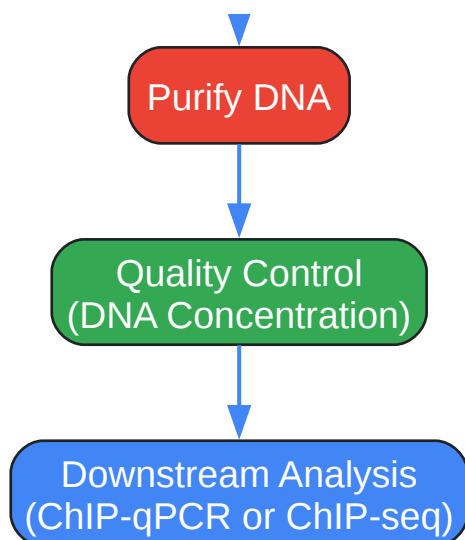 Purify DNA
Quality Control
(DNA Concentration)
Downstream Analysis
(ChIP-qPCR or ChIP-seq)